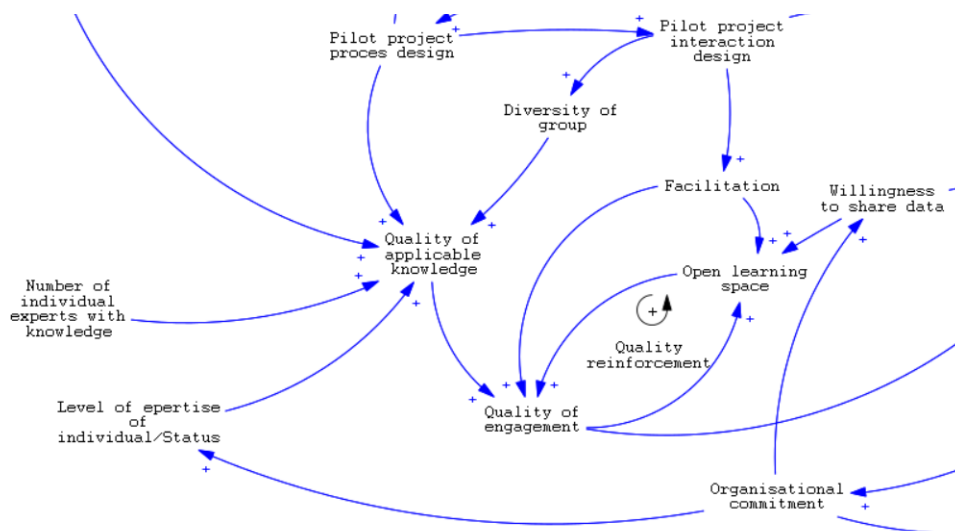 Pilot project
proces design
Pilot project
interaction
design
Diversity of
group
Facilitation
Willingness
to share data
Quality of
applicable
knowledge
Open learning
space
Number of
individual
experts with
knowledge
+
Quality
reinforcement
Level of epertise
of
individual/Status
Quality of
engagement
Organisational
commitment